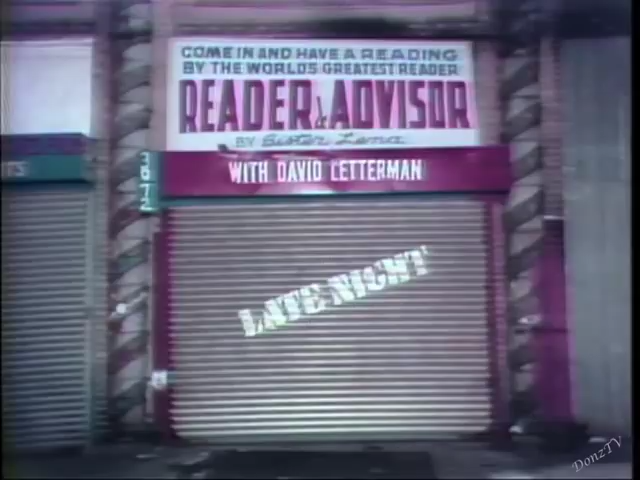 COME IN AND HAVE A READING
BY THE WORLDS GREATEST READER
READER & ADVISOR
BY Sister Lena
WITH DAVID LETTERMAN
3672
LATE NIGHT
DonzTV